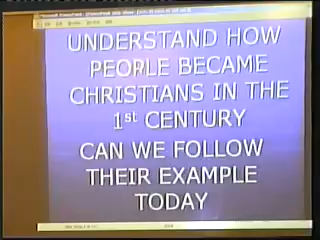 UNDERSTAND HOW
PEOPLE BECAME
CHRISTIANS IN THE
1st CENTURY
CAN WE FOLLOW
THEIR EXAMPLE
TODAY